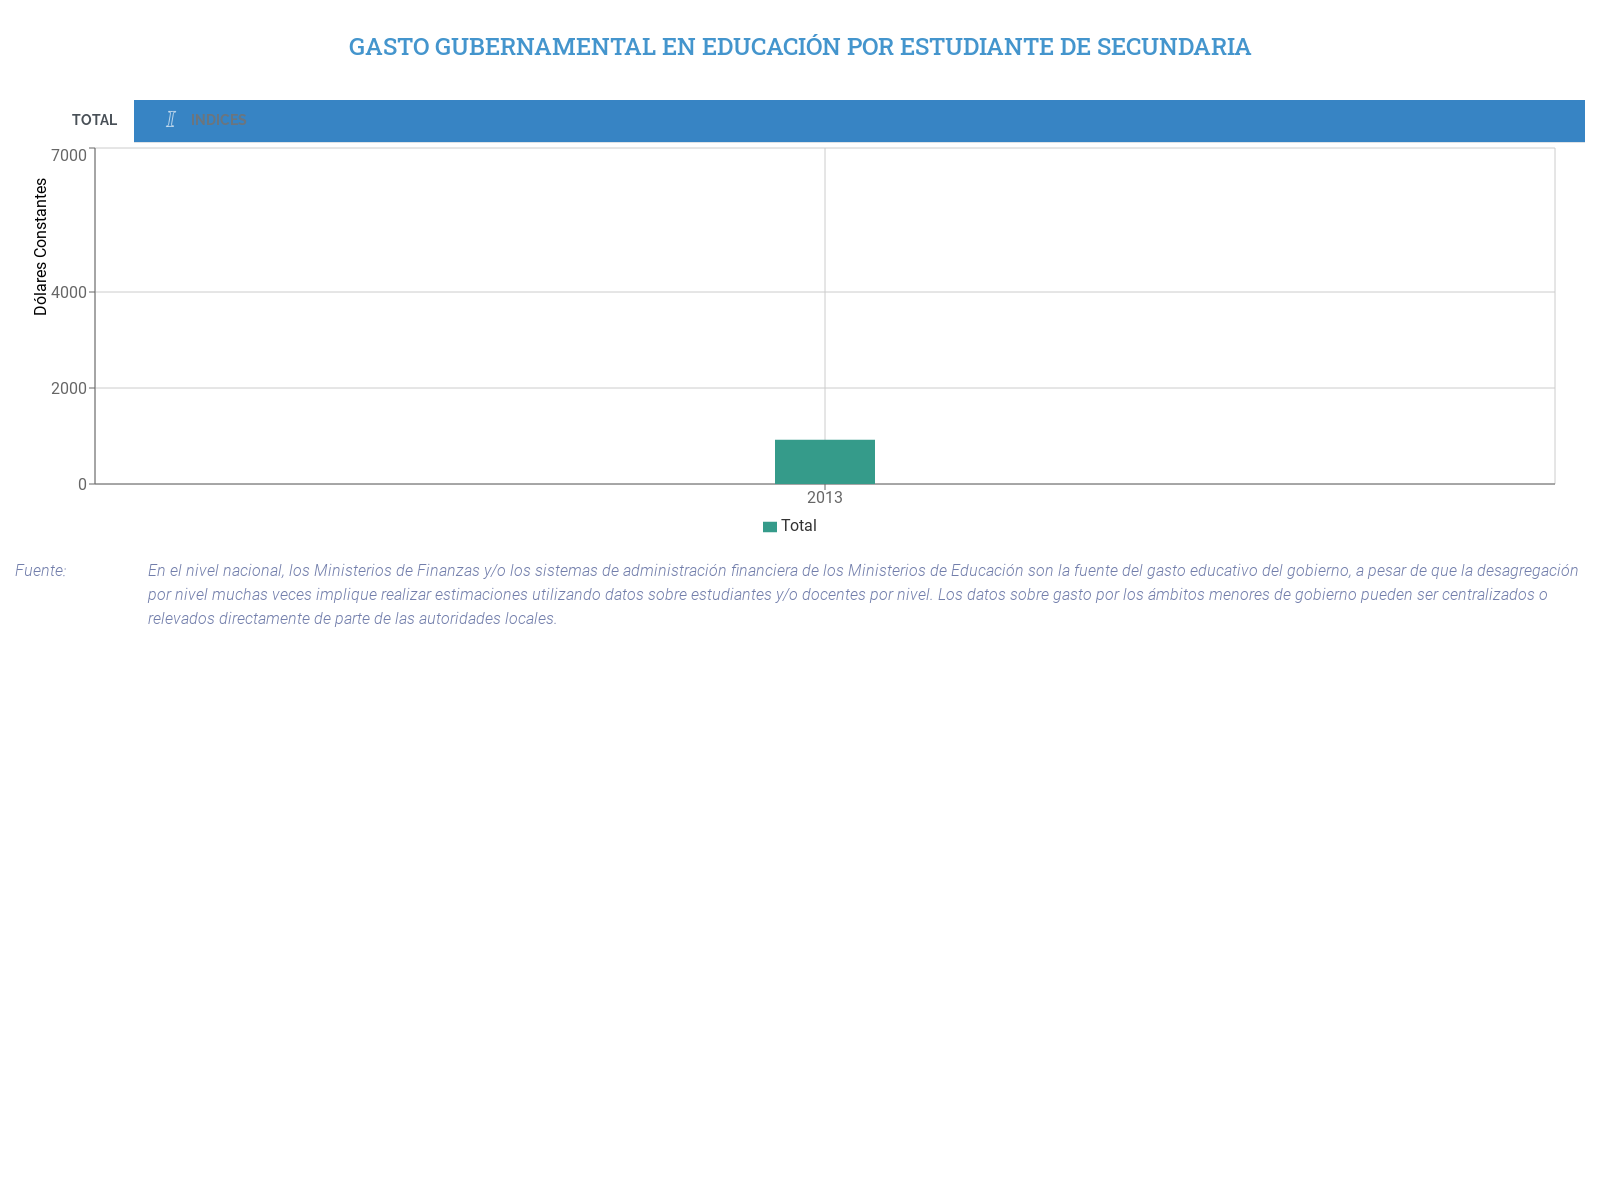 GASTO GUBERNAMENTAL EN EDUCACIÓN POR ESTUDIANTE DE SECUNDARIA
TOTAL
I INDICES
7000
Dólares Constantes
4000
2000
0
2013
Total
Fuente:
En el nivel nacional, los Ministerios de Finanzas y/o los sistemas de administración financiera de los Ministerios de Educación son la fuente del gasto educativo del gobierno, a pesar de que la desagregación
por nivel muchas veces implique realizar estimaciones utilizando datos sobre estudiantes y/o docentes por nivel. Los datos sobre gasto por los ámbitos menores de gobierno pueden ser centralizados o
relevados directamente de parte de las autoridades locales.